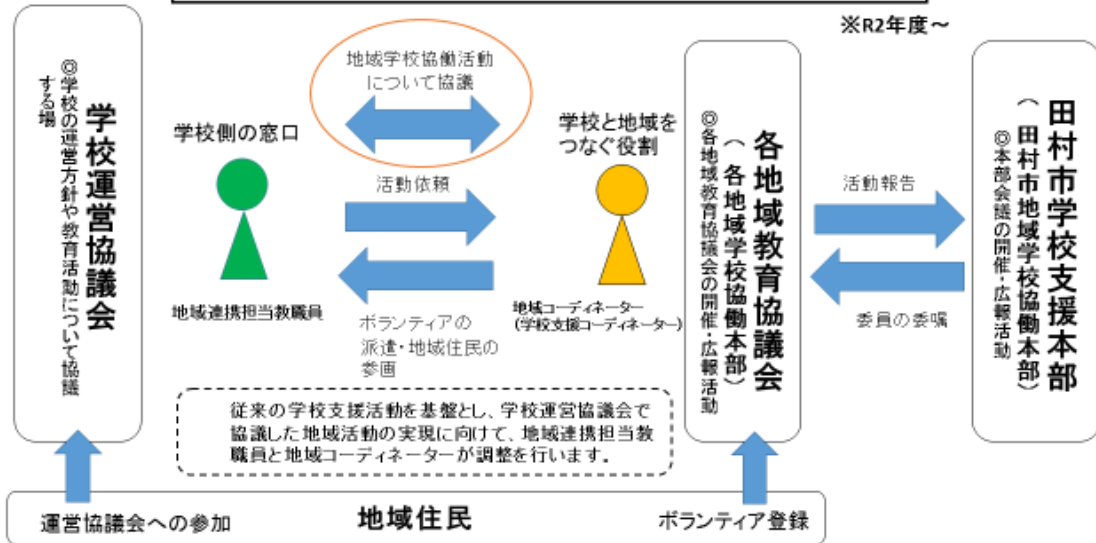 ※R2年度～
学校運営協議会
◎学校の運営方針や教育活動について協議
する場
地域学校協働活動
について協議
学校側の窓口
学校と地域を
つなぐ役割
活動依頼
地域連携担当教職員
ボランティアの
派遣・地域住民の
参画
地域コーディネーター
（学校支援コーディネーター）
各地域教育協議会
（各地域学校協働本部）
◎各地域教育協議会の開催・広報活動
活動報告
委員の委嘱
田村市学校支援本部
（田村市地域学校協働本部）
◎本部会議の開催・広報活動
従来の学校支援活動を基盤とし、学校運営協議会で
協議した地域活動の実現に向けて、地域連携担当教
職員と地域コーディネーターが調整を行います。
運営協議会への参加
地域住民
ボランティア登録